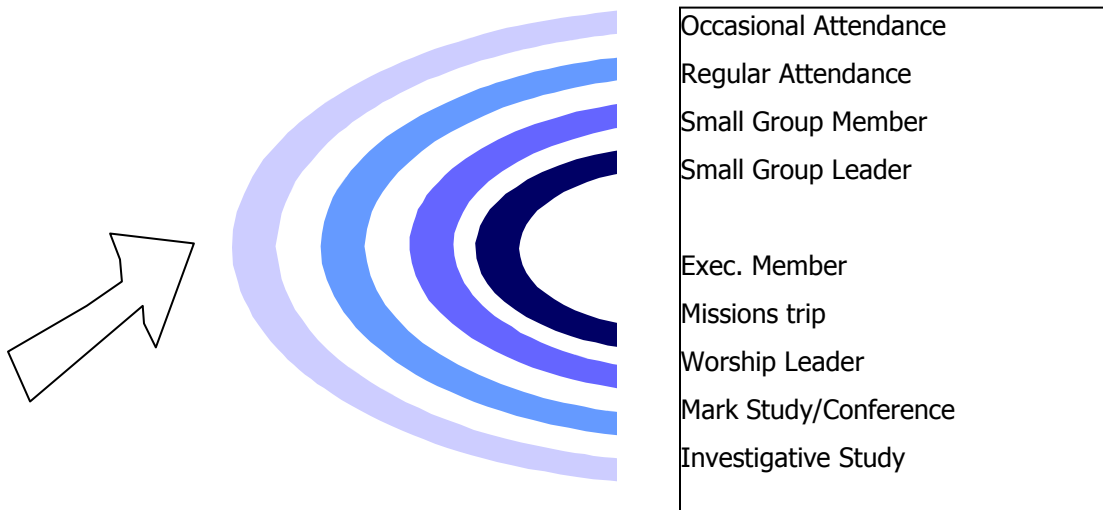 Occasional Attendance
Regular Attendance
Small Group Member
Small Group Leader
Exec. Member
Missions trip
Worship Leader
Mark Study/Conference
Investigative Study